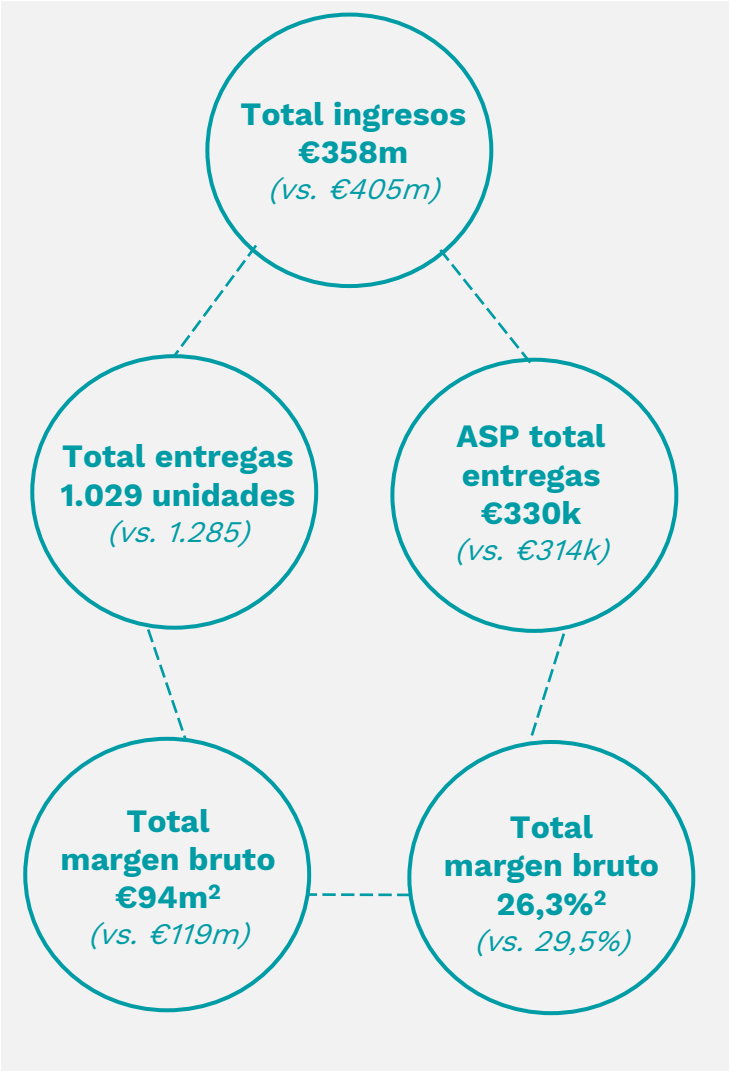 Total ingresos
€358m
(vs. €405m)
Total entregas
1.029 unidades
(vs. 1.285)
ASP total
entregas
€330k
(vs. €314k)
Total
margen bruto
€94m²
(vs. €119m)
Total
margen bruto
26,3%²
(vs. 29,5%)